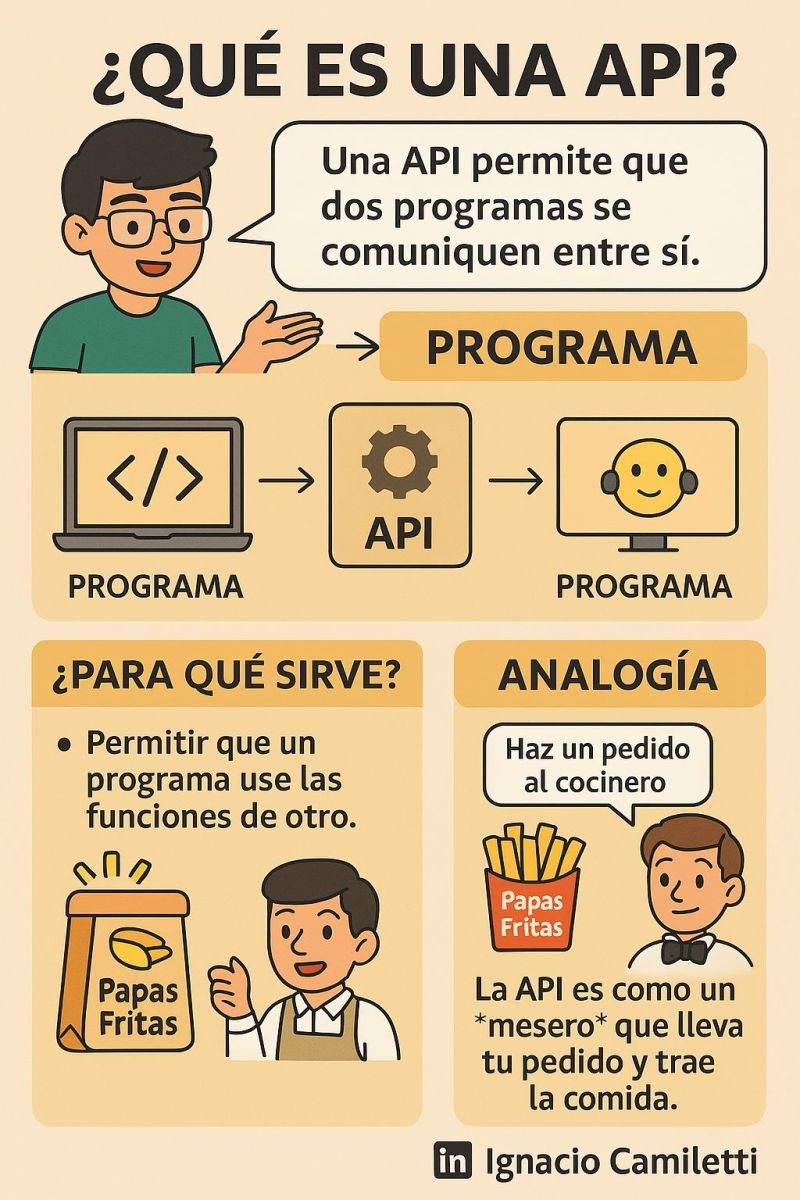 ¿QUÉ ES UNA API?
Una API permite que
dos programas se
comuniquen entre sí.
PROGRAMA
</>
API
PROGRAMA
PROGRAMA
¿PARA QUÉ SIRVE?
• Permitir que un
programa use las
funciones de otro.
Papas
Fritas
ANALOGÍA
Haz un pedido
al cocinero
Papas
Fritas
La API es como un
*mesero* que lleva
tu pedido y trae
la comida.
in Ignacio Camiletti